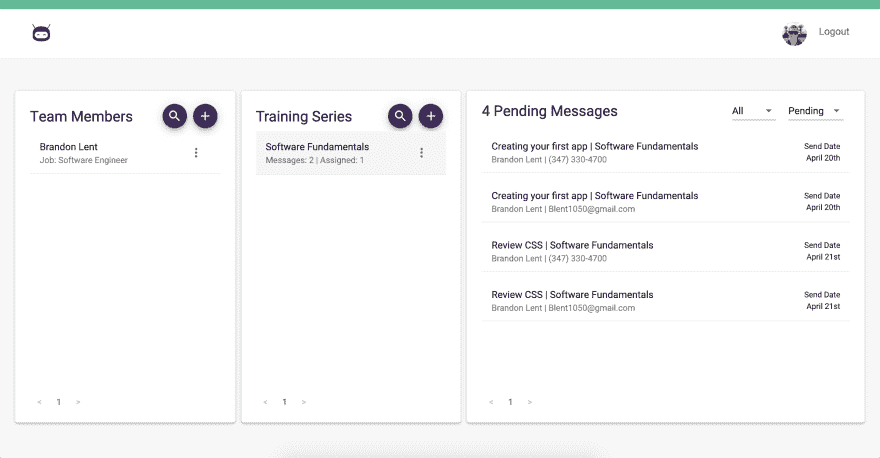 Logout
Team Members
Brandon Lent
Job: Software Engineer
< 1 >
Training Series
Software Fundamentals
Messages: 2 | Assigned: 1
< 1 >
4 Pending Messages
All
Pending
Creating your first app | Software Fundamentals
Brandon Lent | (347) 330-4700
Send Date
April 20th
Creating your first app | Software Fundamentals
Brandon Lent | Blent1050@gmail.com
Send Date
April 20th
Review CSS | Software Fundamentals
Brandon Lent | (347) 330-4700
Send Date
April 21st
Review CSS | Software Fundamentals
Brandon Lent | Blent1050@gmail.com
Send Date
April 21st
< 1 >